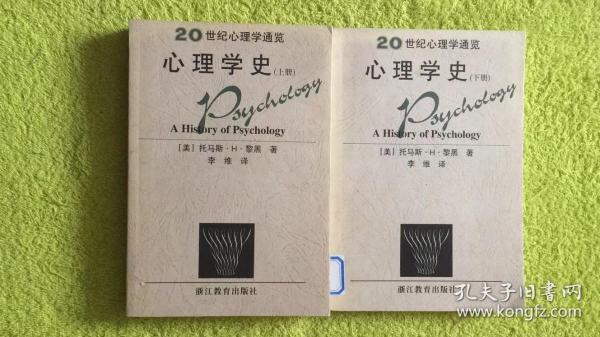 20世纪心理学通览
心理学史(上册)
Psychology
A History of Psychology
[美] 托马斯·H·黎黑 著
李维 译
浙江教育出版社
20世纪心理学通览
心理学史(下册)
Psychology
A History of Psychology
[美] 托马斯·H·黎黑 著
李维 译
浙江教育出版社
孔夫子旧书网
www.kongfz.com